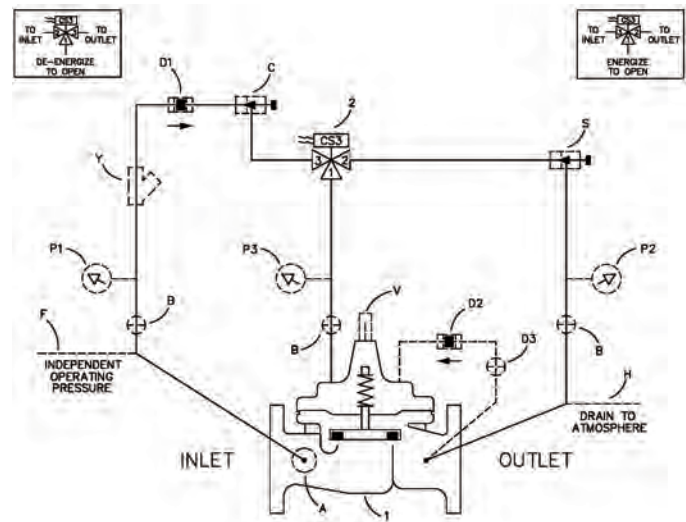 CS3
TO INLET
TO OUTLET
DE-ENERGIZE
TO OPEN
CS3
TO INLET
TO OUTLET
ENERGIZE
TO OPEN
D1
C
2
CS3
S
3
2
1
Y
P1
P3
P2
V
B
B
D2
D3
B
F
INDEPENDENT
OPERATING
PRESSURE
H
DRAIN TO
ATMOSPHERE
INLET
OUTLET
A
1